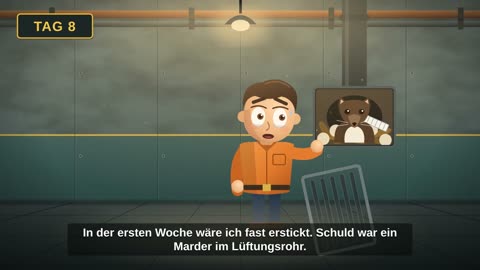 TAG 8
In der ersten Woche wäre ich fast erstickt. Schuld war ein
Marder im Lüftungsrohr.